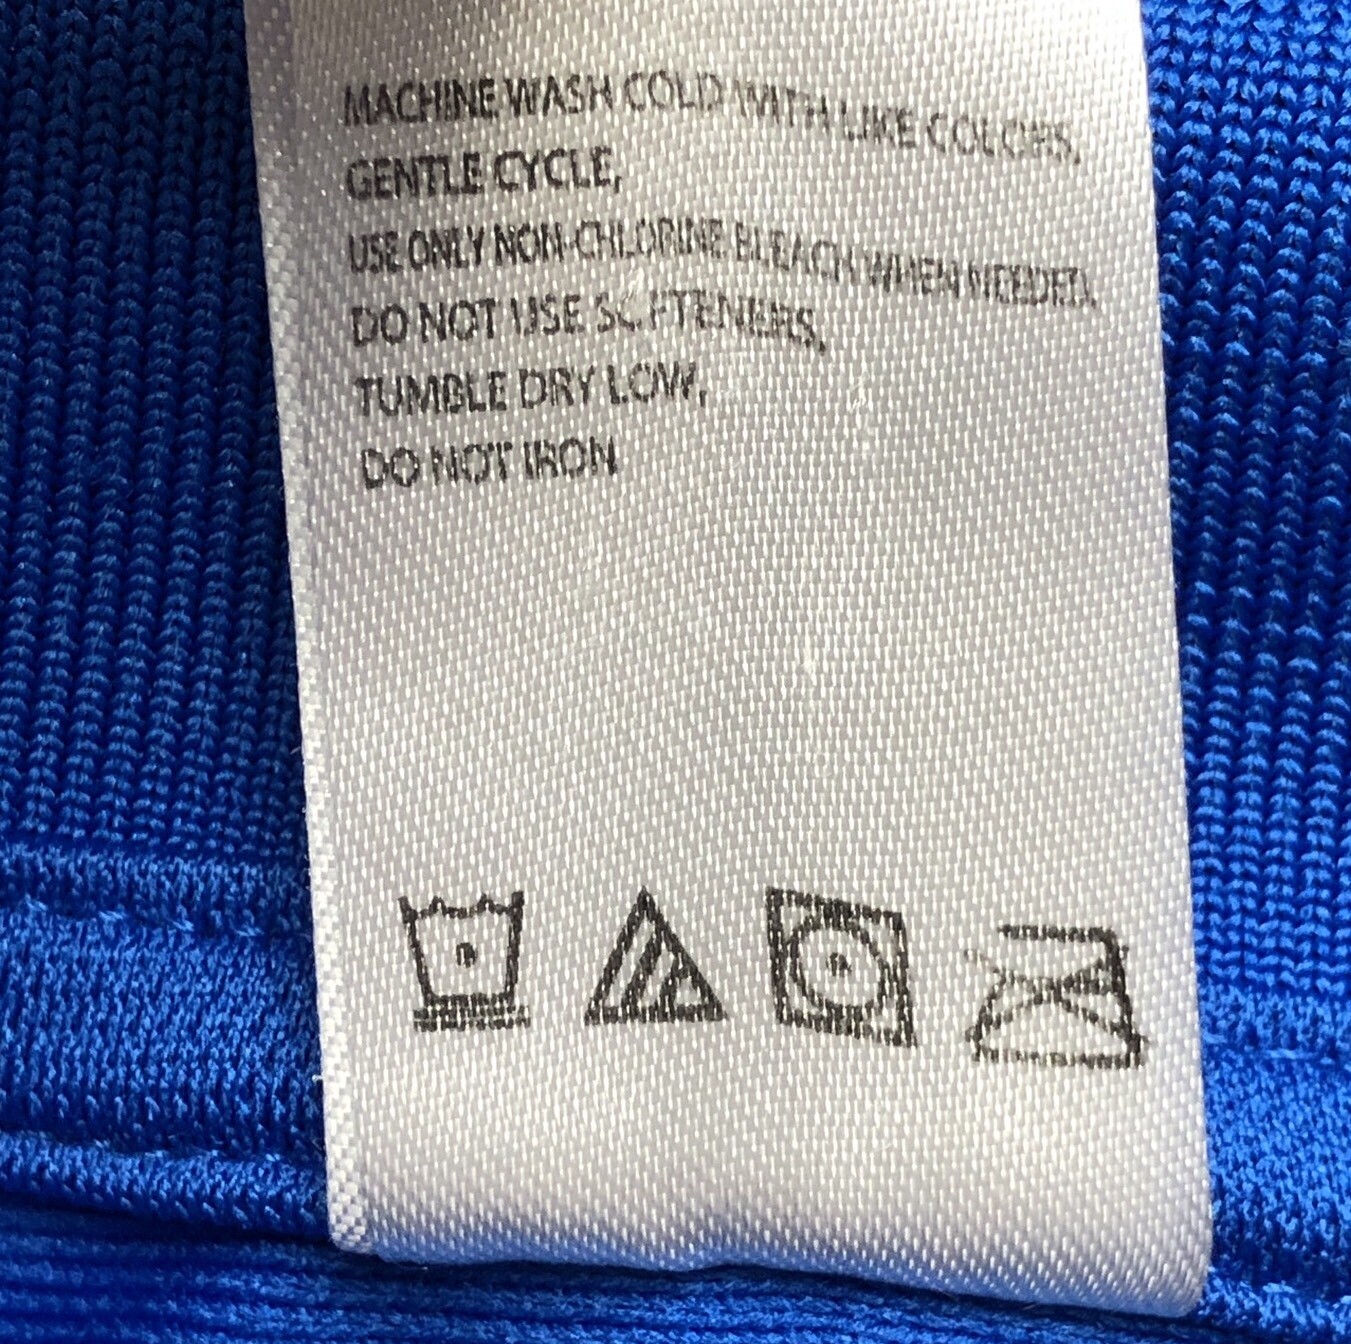 MACHINE WASH COLD WITH LIKE COLORS,
GENTLE CYCLE,
USE ONLY NON-CHLORINE BLEACH WHEN NEEDED,
DO NOT USE SOFTENERS,
TUMBLE DRY LOW,
DO NOT IRON